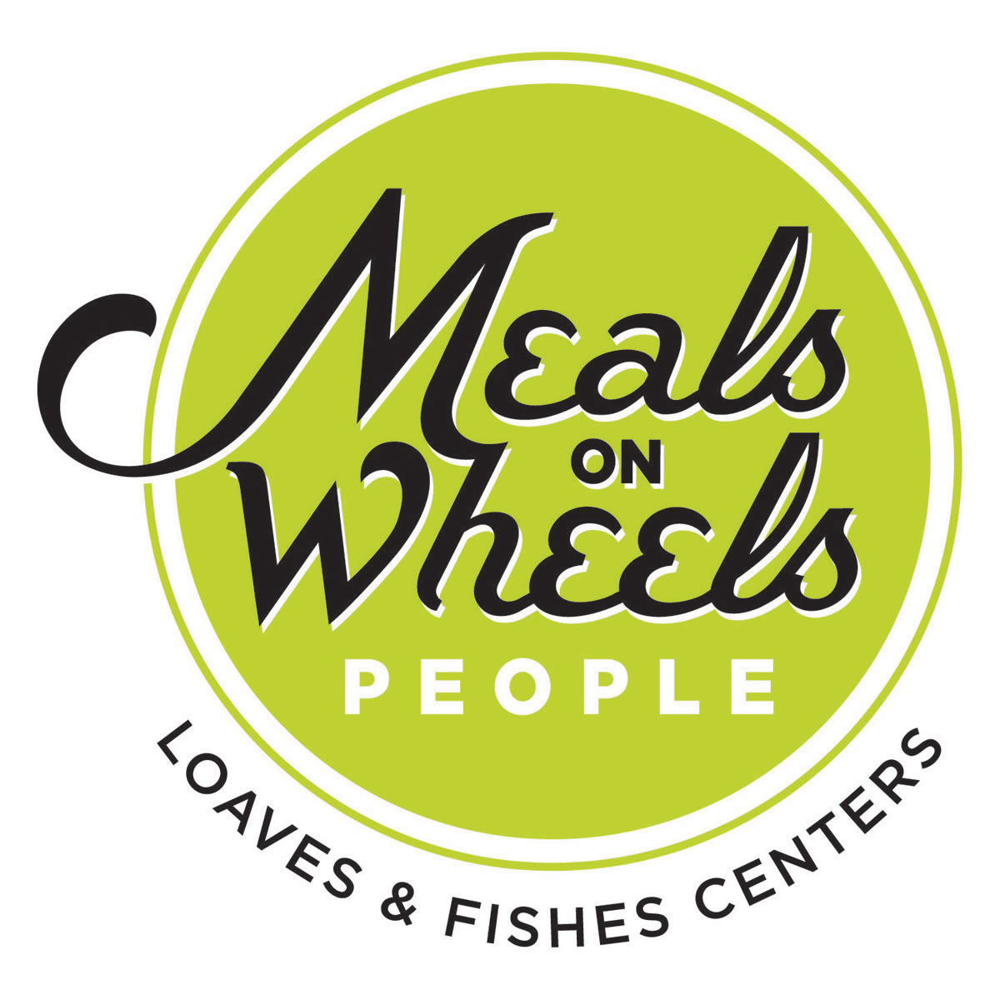 Meals
ON
Wheels
PEOPLE
LOAVES & FISHES CENTERS